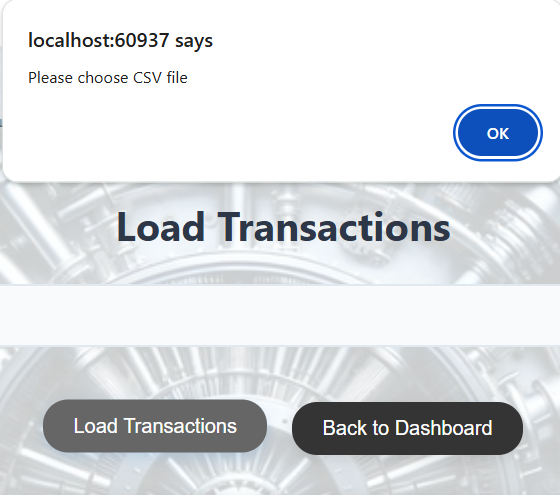 localhost:60937 says
Please choose CSV file
OK
Load Transactions
Load Transactions
Back to Dashboard